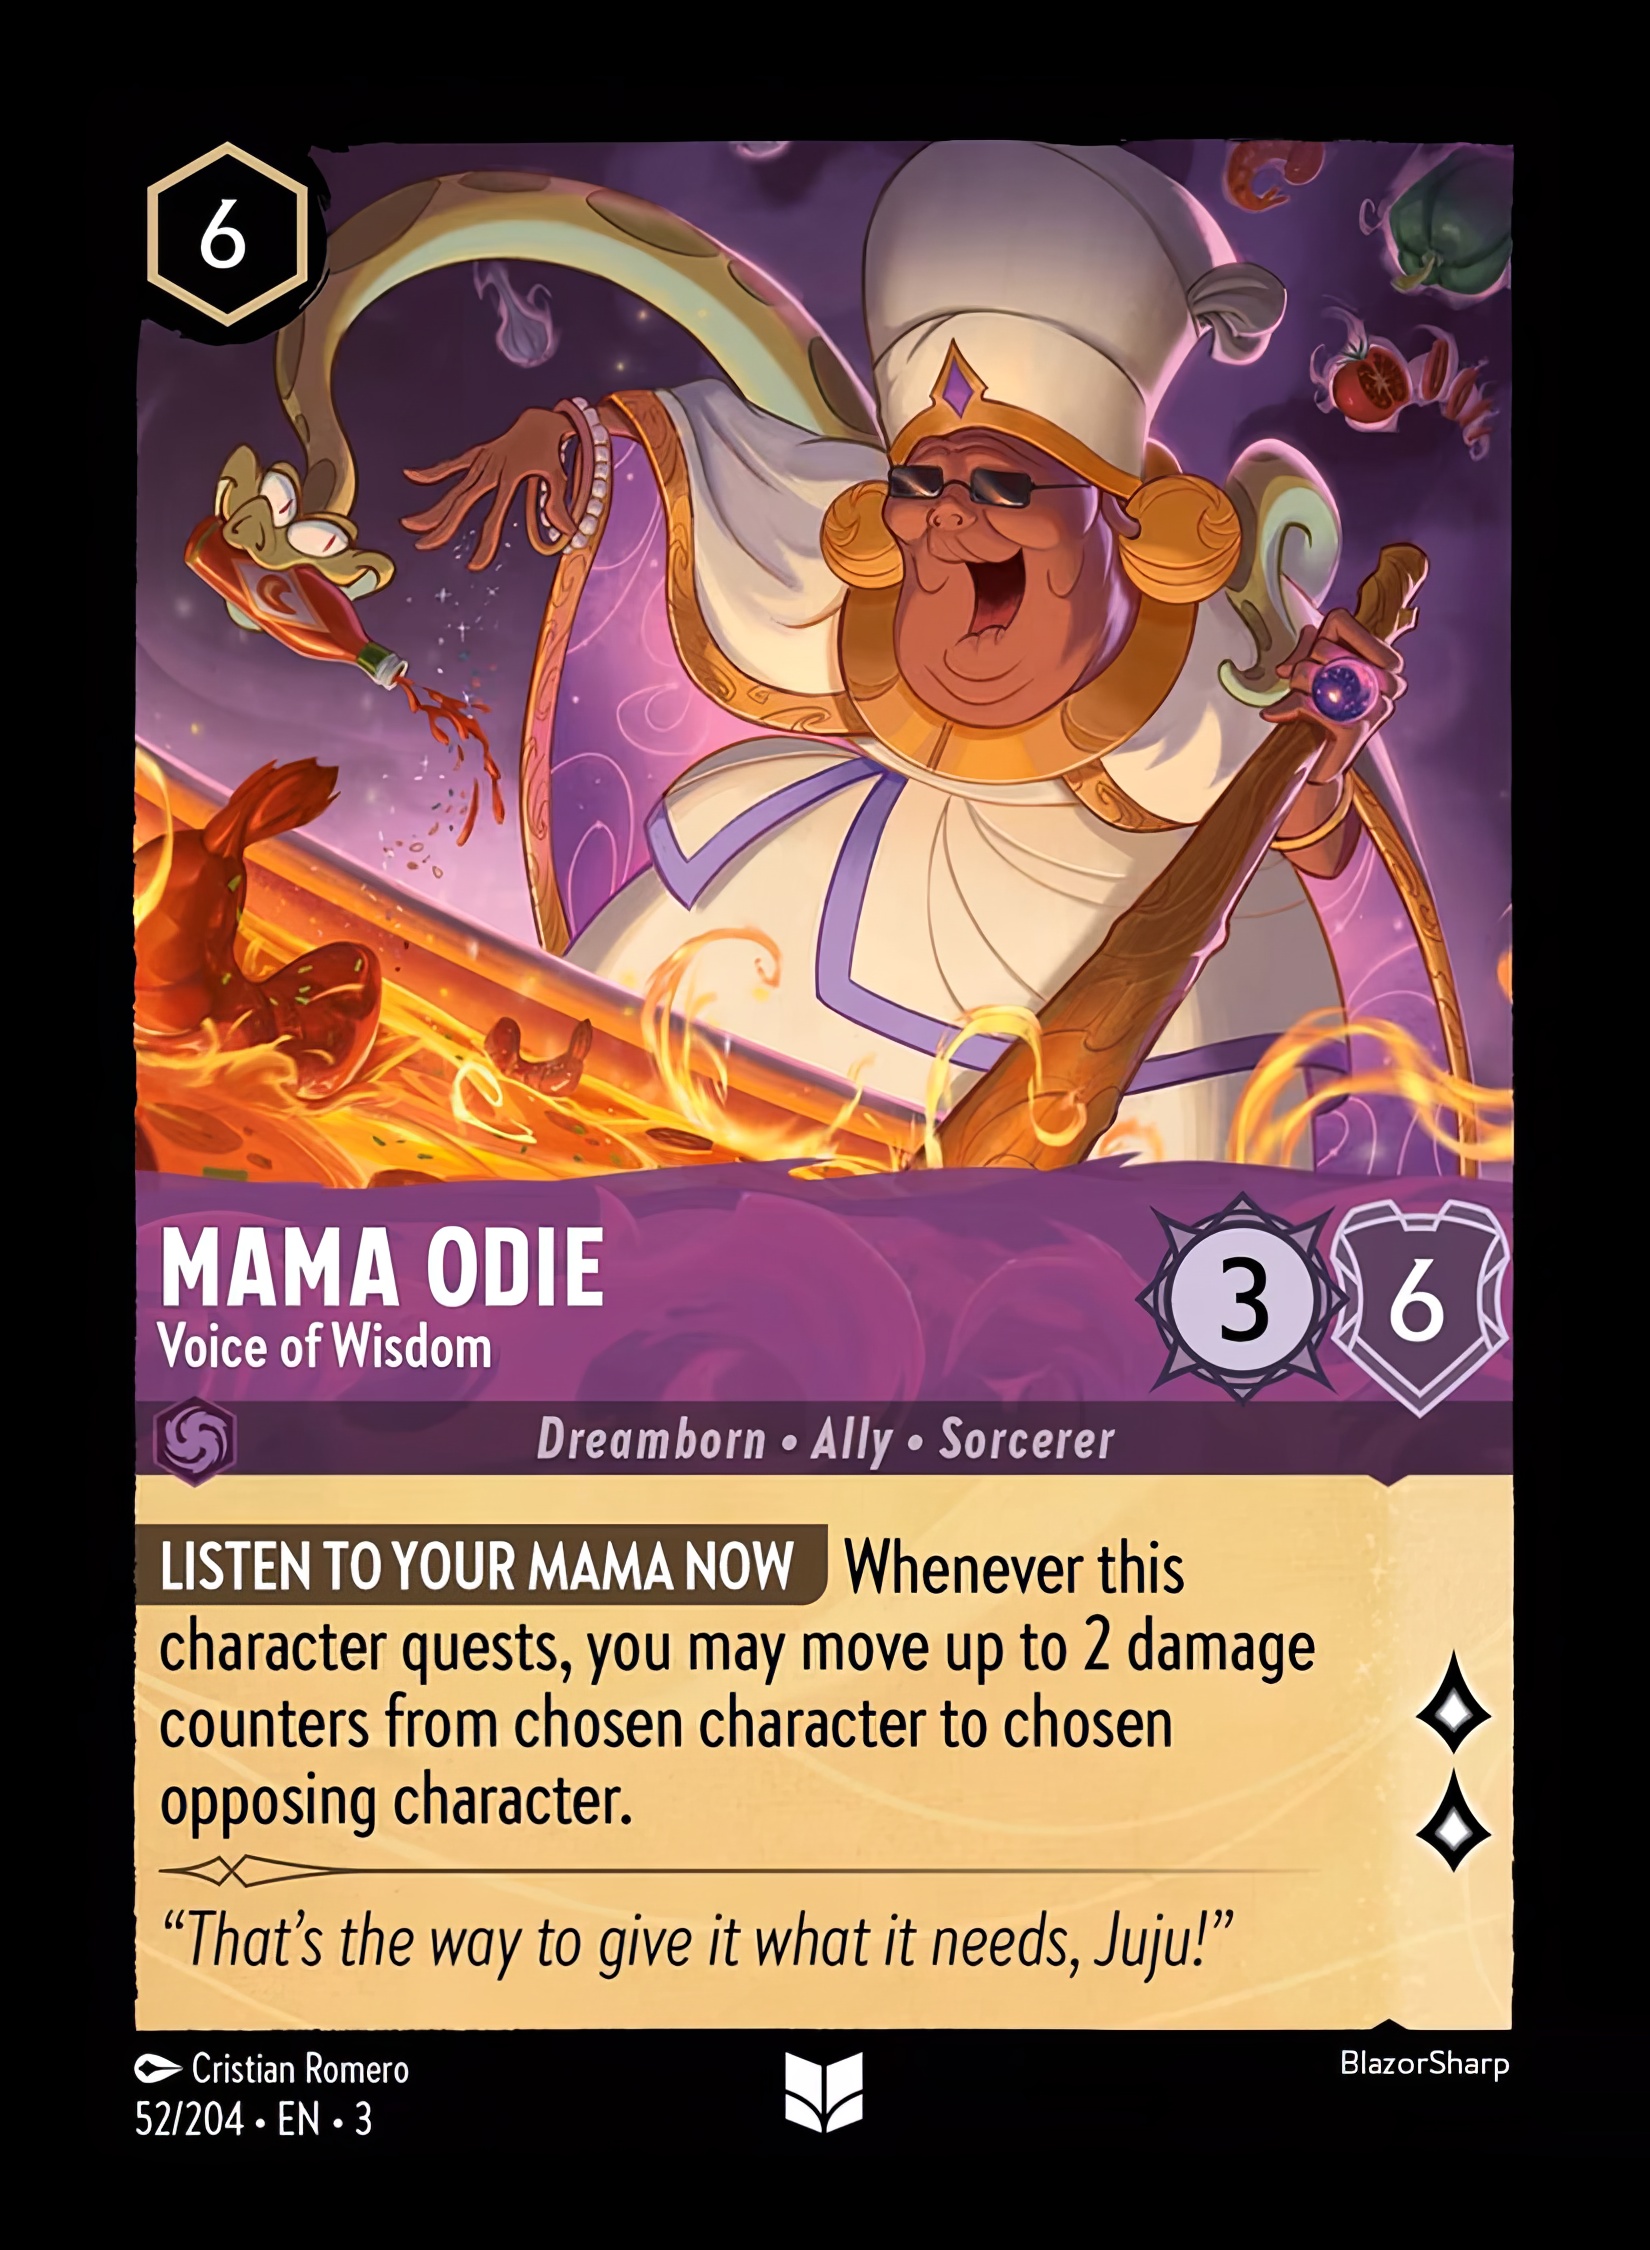 6
MAMA ODIE
Voice of Wisdom
3
6
Dreamborn • Ally • Sorcerer
LISTEN TO YOUR MAMA NOW Whenever this
character quests, you may move up to 2 damage
counters from chosen character to chosen
opposing character.
“That’s the way to give it what it needs, Juju!”
Cristian Romero
BlazorSharp
52/204 • EN • 3